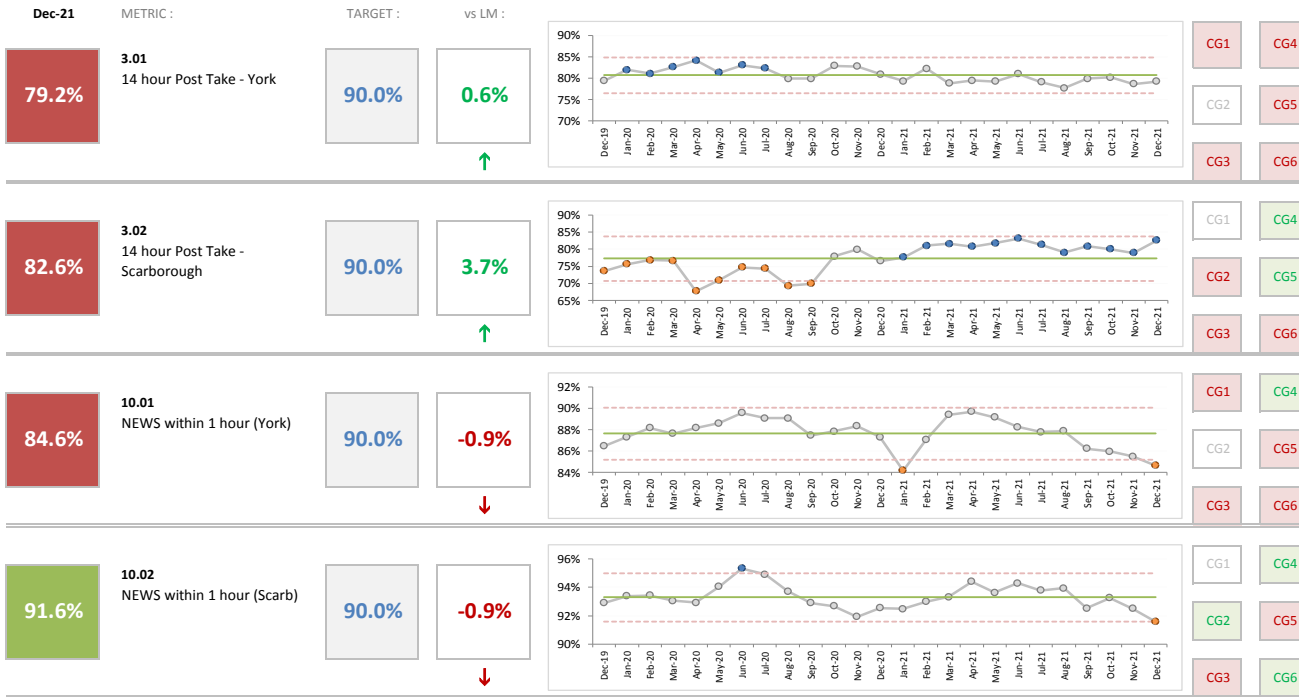 Dec-21 METRIC : TARGET : vs LM :
79.2%
3.01
14 hour Post Take - York
90.0%
0.6%
↑
90%
85%
80%
75%
70%
Dec-19 Jan-20 Feb-20 Mar-20 Apr-20 May-20 Jun-20 Jul-20 Aug-20 Sep-20 Oct-20 Nov-20 Dec-20 Jan-21 Feb-21 Mar-21 Apr-21 May-21 Jun-21 Jul-21 Aug-21 Sep-21 Oct-21 Nov-21 Dec-21
CG1 CG4
CG2 CG5
CG3 CG6
82.6%
3.02
14 hour Post Take -
Scarborough
90.0%
3.7%
↑
90%
85%
80%
75%
70%
65%
Dec-19 Jan-20 Feb-20 Mar-20 Apr-20 May-20 Jun-20 Jul-20 Aug-20 Sep-20 Oct-20 Nov-20 Dec-20 Jan-21 Feb-21 Mar-21 Apr-21 May-21 Jun-21 Jul-21 Aug-21 Sep-21 Oct-21 Nov-21 Dec-21
CG1 CG4
CG2 CG5
CG3 CG6
84.6%
10.01
NEWS within 1 hour (York)
90.0%
-0.9%
↓
92%
90%
88%
86%
84%
Dec-19 Jan-20 Feb-20 Mar-20 Apr-20 May-20 Jun-20 Jul-20 Aug-20 Sep-20 Oct-20 Nov-20 Dec-20 Jan-21 Feb-21 Mar-21 Apr-21 May-21 Jun-21 Jul-21 Aug-21 Sep-21 Oct-21 Nov-21 Dec-21
CG1 CG4
CG2 CG5
CG3 CG6
91.6%
10.02
NEWS within 1 hour (Scarb)
90.0%
-0.9%
↓
96%
94%
92%
90%
Dec-19 Jan-20 Feb-20 Mar-20 Apr-20 May-20 Jun-20 Jul-20 Aug-20 Sep-20 Oct-20 Nov-20 Dec-20 Jan-21 Feb-21 Mar-21 Apr-21 May-21 Jun-21 Jul-21 Aug-21 Sep-21 Oct-21 Nov-21 Dec-21
CG1 CG4
CG2 CG5
CG3 CG6